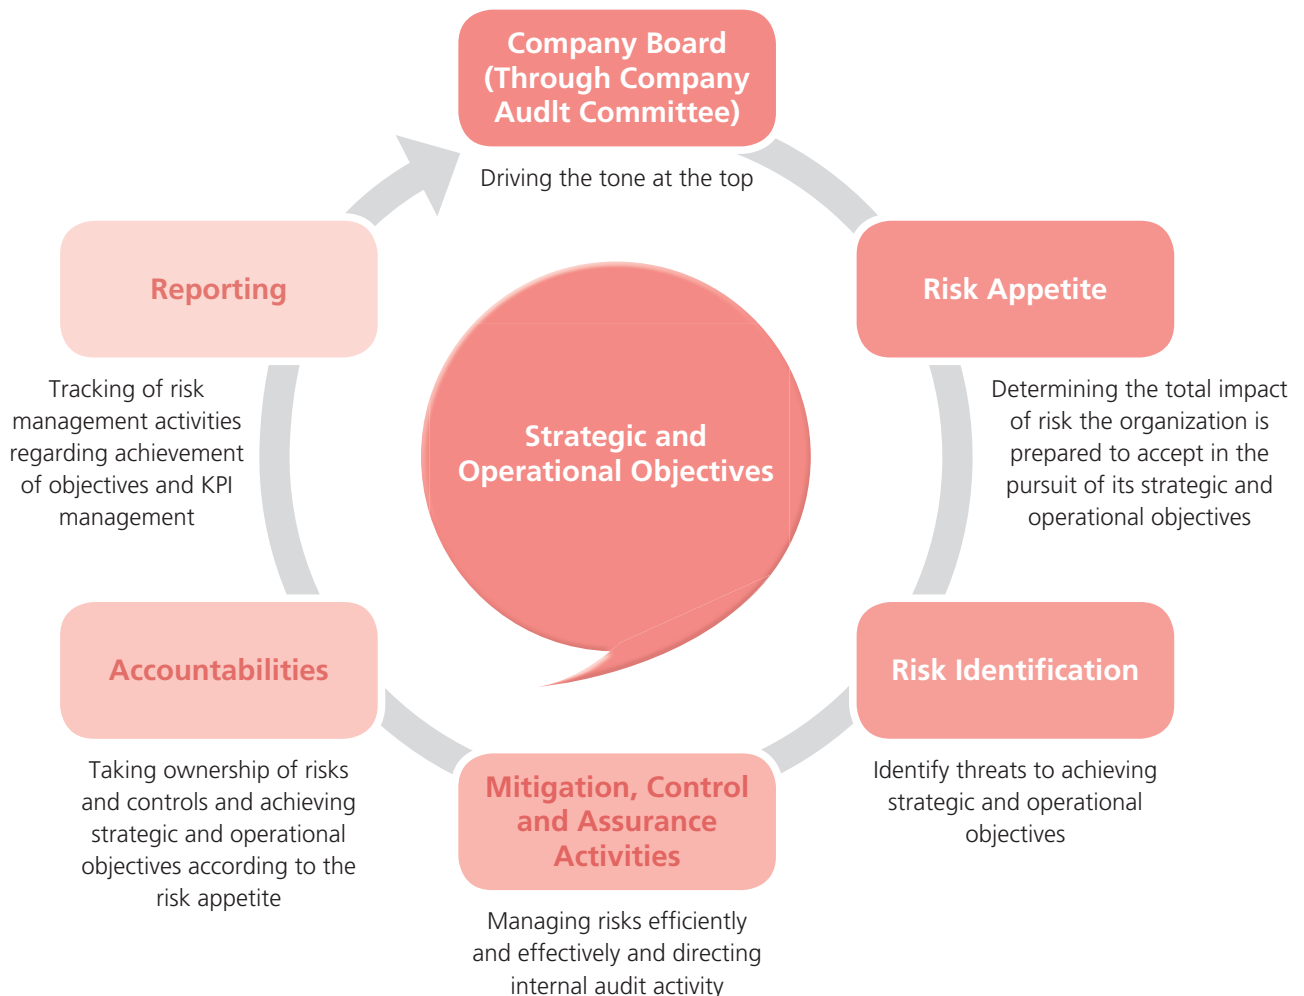 Company Board
(Through Company
AudIt Committee)
Driving the tone at the top
Risk Appetite
Determining the total impact
of risk the organization is
prepared to accept in the
pursuit of its strategic and
operational objectives
Risk Identification
Identify threats to achieving
strategic and operational
objectives
Mitigation, Control
and Assurance
Activities
Managing risks efficiently
and effectively and directing
internal audit activity
Accountabilities
Taking ownership of risks
and controls and achieving
strategic and operational
objectives according to the
risk appetite
Reporting
Tracking of risk
management activities
regarding achievement
of objectives and KPI
management
Strategic and
Operational Objectives